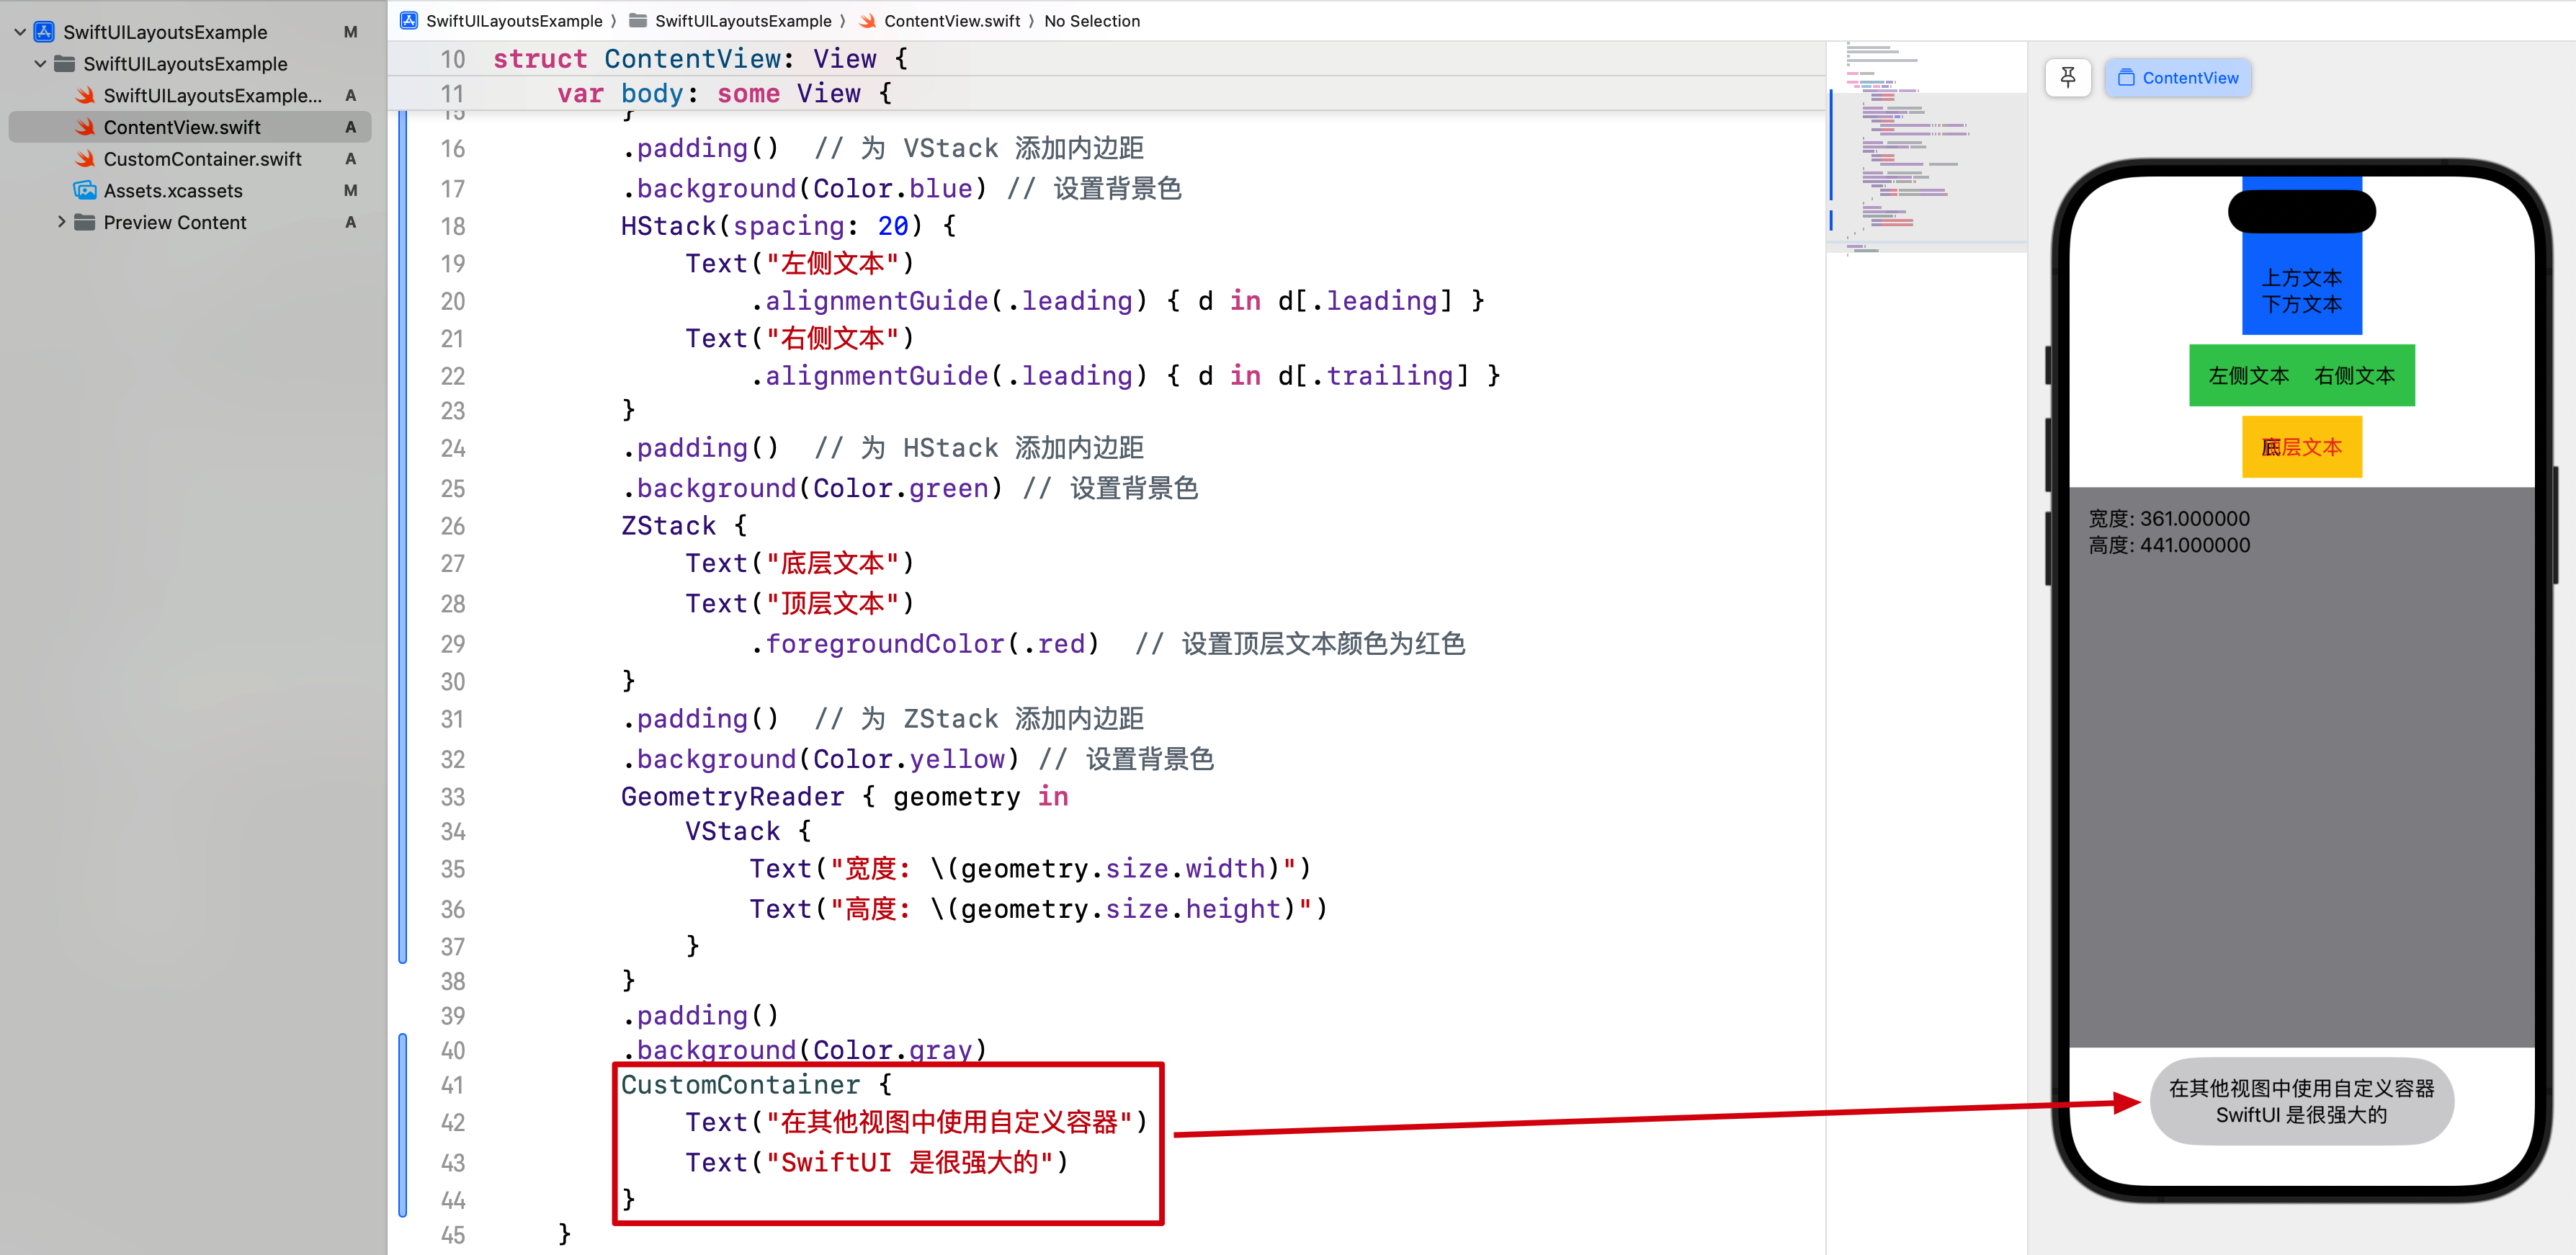 SwiftUILayoutsExample M
SwiftUILayoutsExample
SwiftUILayoutsExample... A
ContentView.swift A
CustomContainer.swift A
Assets.xcassets M
Preview Content A
SwiftUILayoutsExample 〉 SwiftUILayoutsExample 〉 ContentView.swift 〉 No Selection
10 struct ContentView: View {
11 var body: some View {
15 }
16 .padding() // 为 VStack 添加内边距
17 .background(Color.blue) // 设置背景色
18 HStack(spacing: 20) {
19 Text("左侧文本")
20 .alignmentGuide(.leading) { d in d[.leading] }
21 Text("右侧文本")
22 .alignmentGuide(.leading) { d in d[.trailing] }
23 }
24 .padding() // 为 HStack 添加内边距
25 .background(Color.green) // 设置背景色
26 ZStack {
27 Text("底层文本")
28 Text("顶层文本")
29 .foregroundColor(.red) // 设置顶层文本颜色为红色
30 }
31 .padding() // 为 ZStack 添加内边距
32 .background(Color.yellow) // 设置背景色
33 GeometryReader { geometry in
34 VStack {
35 Text("宽度: \(geometry.size.width)")
36 Text("高度: \(geometry.size.height)")
37 }
38 }
39 .padding()
40 .background(Color.gray)
41 CustomContainer {
42 Text("在其他视图中使用自定义容器")
43 Text("SwiftUI 是很强大的")
44 }
45 }
ContentView
上方文本
下方文本
左侧文本 右侧文本
层文本
宽度: 361.000000
高度: 441.000000
在其他视图中使用自定义容器
SwiftUI 是很强大的